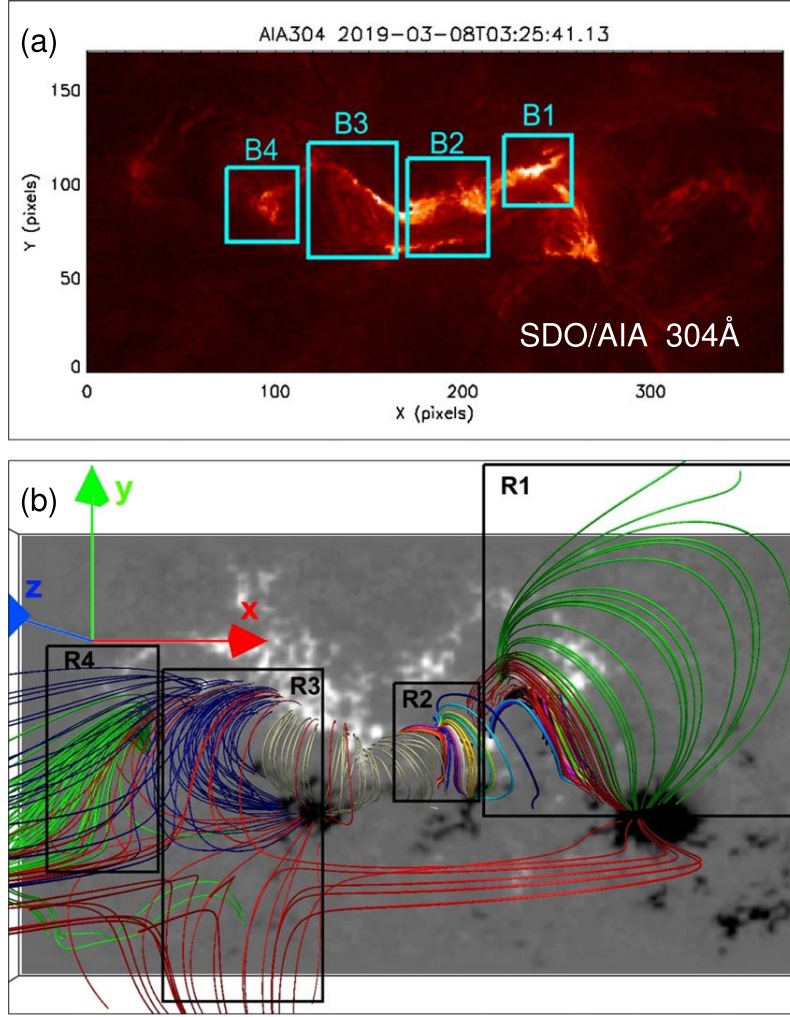 (a)
AIA304 2019-03-08T03:25:41.13
150
100
50
0
Y (pixels)
B4
B3
B2
B1
SDO/AIA 304Å
0
100
200
300
X (pixels)
(b)
y
z
x
R1
R4
R3
R2